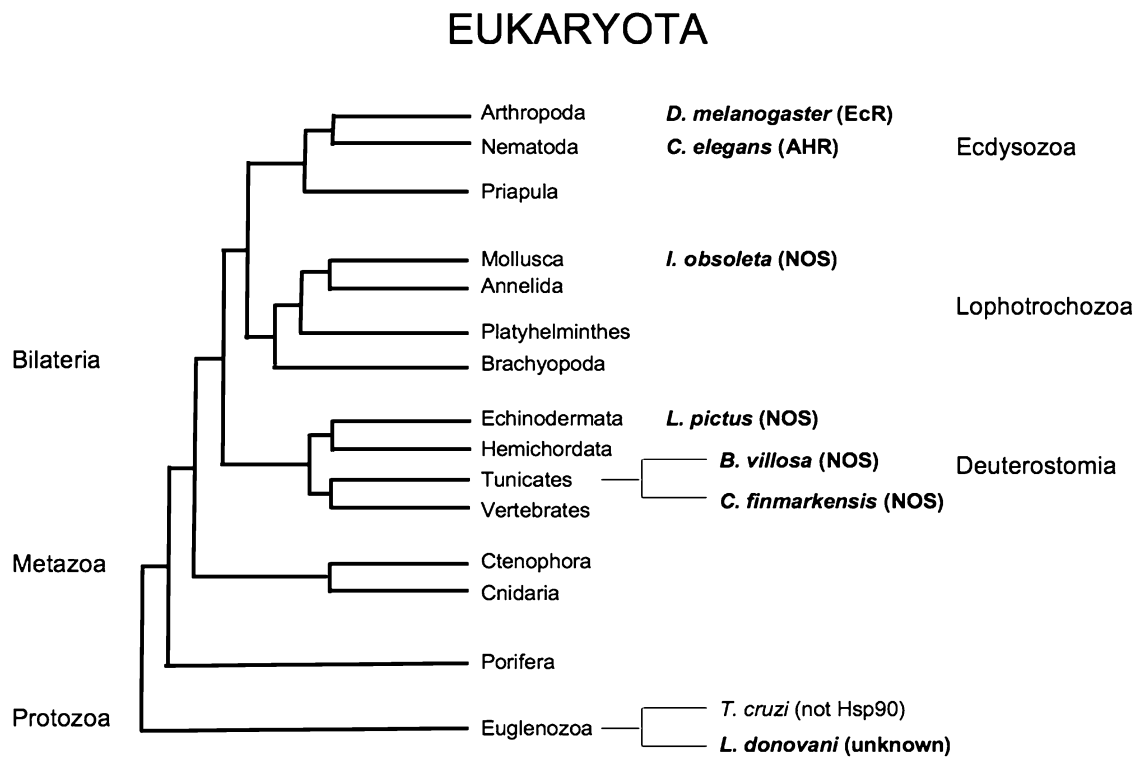 EUKARYOTA
Arthropoda D. melanogaster (EcR)
Nematoda C. elegans (AHR) Ecdysozoa
Priapula
Mollusca I. obsoleta (NOS)
Annelida
Lophotrochozoa
Platyhelminthes
Bilateria Brachyopoda
Echinodermata L. pictus (NOS)
Hemichordata
B. villosa (NOS) Deuterostomia
Tunicates
C. finmarkensis (NOS)
Vertebrates
Metazoa Ctenophora
Cnidaria
Porifera
Protozoa T. cruzi (not Hsp90)
Euglenozoa
L. donovani (unknown)